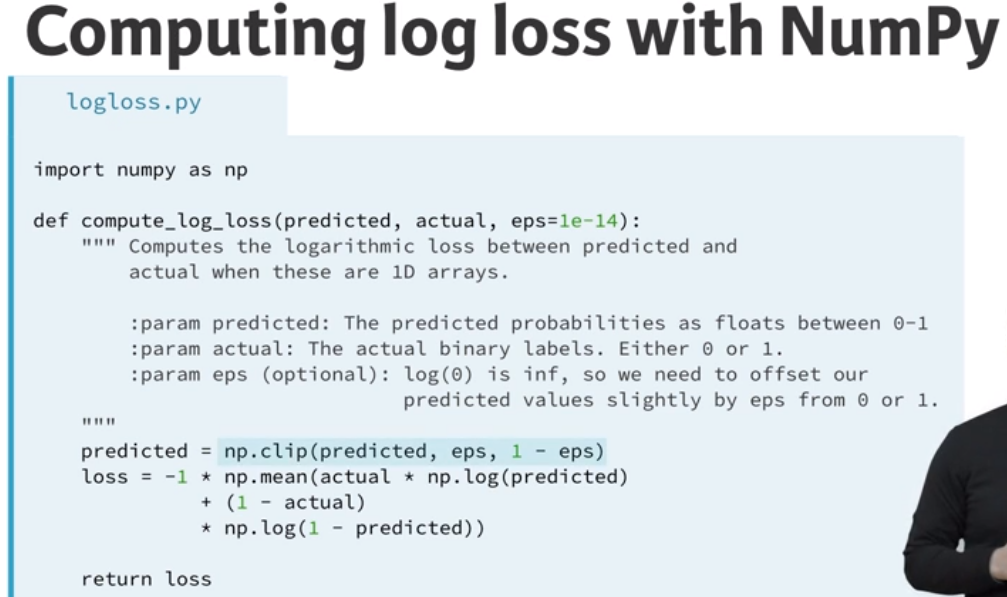 Computing log loss with NumPy
logloss.py
import numpy as np
def compute_log_loss(predicted, actual, eps=1e-14):
""" Computes the logarithmic loss between predicted and
actual when these are 1D arrays.
:param predicted: The predicted probabilities as floats between 0-1
:param actual: The actual binary labels. Either 0 or 1.
:param eps (optional): log(0) is inf, so we need to offset our
predicted values slightly by eps from 0 or 1.
"""
predicted = np.clip(predicted, eps, 1 - eps)
loss = -1 * np.mean(actual * np.log(predicted)
+ (1 - actual)
* np.log(1 - predicted))
return loss